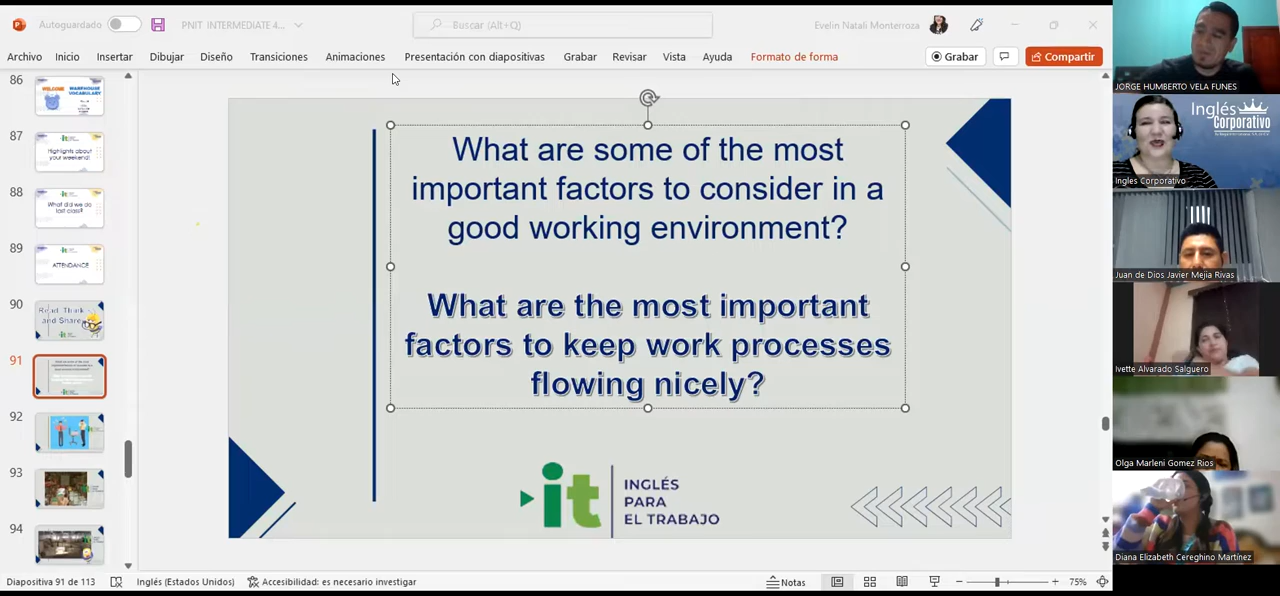 Autoguardado
PNIT INTERMEDIATE 4...
Buscar (Alt+Q)
Evelin Natali Monterroza
Archivo Inicio Insertar Dibujar Diseño Transiciones Animaciones Presentación con diapositivas Grabar Revisar Vista Ayuda Formato de forma
Grabar
Compartir
86
WELCOME
WAREHOUSE
VOCABULARY
87
Highlights about
your weekend!
88
What did we do
last class?
89
ATTENDANCE
90
Read, Think
and Share
91
92
93
94
What are some of the most
important factors to consider in a
good working environment?
What are the most important
factors to keep work processes
flowing nicely?
it
INGLÉS
PARA
EL TRABAJO
Diapositiva 91 de 113
Inglés (Estados Unidos)
Accesibilidad: es necesario investigar
Notas
75%
JORGE HUMBERTO VELA FUNES
Inglés
Corporativo
Ingles Corporativo
Juan de Dios Javier Mejia Rivas
Ivette Alvarado Salguero
Olga Marleni Gomez Rios
Diana Elizabeth Cereghino Martínez